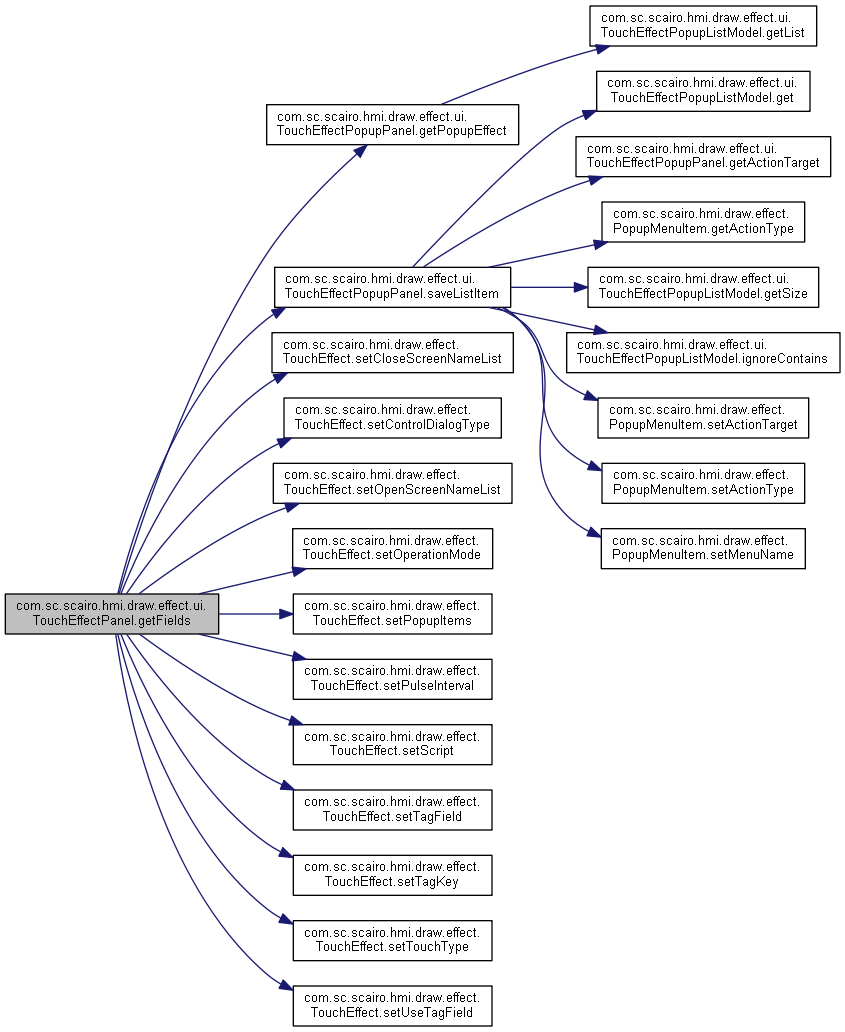 com.sc.scairo.hmi.draw.effect.ui.
TouchEffectPanel.getFields
com.sc.scairo.hmi.draw.effect.ui.
TouchEffectPopupPanel.getPopupEffect
com.sc.scairo.hmi.draw.effect.ui.
TouchEffectPopupListModel.getList
com.sc.scairo.hmi.draw.effect.ui.
TouchEffectPopupPanel.saveListItem
com.sc.scairo.hmi.draw.effect.ui.
TouchEffectPopupListModel.get
com.sc.scairo.hmi.draw.effect.ui.
TouchEffectPopupPanel.getActionTarget
com.sc.scairo.hmi.draw.effect.
PopupMenuItem.getActionType
com.sc.scairo.hmi.draw.effect.ui.
TouchEffectPopupListModel.getSize
com.sc.scairo.hmi.draw.effect.ui.
TouchEffectPopupListModel.ignoreContains
com.sc.scairo.hmi.draw.effect.
PopupMenuItem.setActionTarget
com.sc.scairo.hmi.draw.effect.
PopupMenuItem.setActionType
com.sc.scairo.hmi.draw.effect.
PopupMenuItem.setMenuName
com.sc.scairo.hmi.draw.effect.
TouchEffect.setCloseScreenNameList
com.sc.scairo.hmi.draw.effect.
TouchEffect.setControlDialogType
com.sc.scairo.hmi.draw.effect.
TouchEffect.setOpenScreenNameList
com.sc.scairo.hmi.draw.effect.
TouchEffect.setOperationMode
com.sc.scairo.hmi.draw.effect.
TouchEffect.setPopupItems
com.sc.scairo.hmi.draw.effect.
TouchEffect.setPulseInterval
com.sc.scairo.hmi.draw.effect.
TouchEffect.setScript
com.sc.scairo.hmi.draw.effect.
TouchEffect.setTagField
com.sc.scairo.hmi.draw.effect.
TouchEffect.setTagKey
com.sc.scairo.hmi.draw.effect.
TouchEffect.setTouchType
com.sc.scairo.hmi.draw.effect.
TouchEffect.setUseTagField